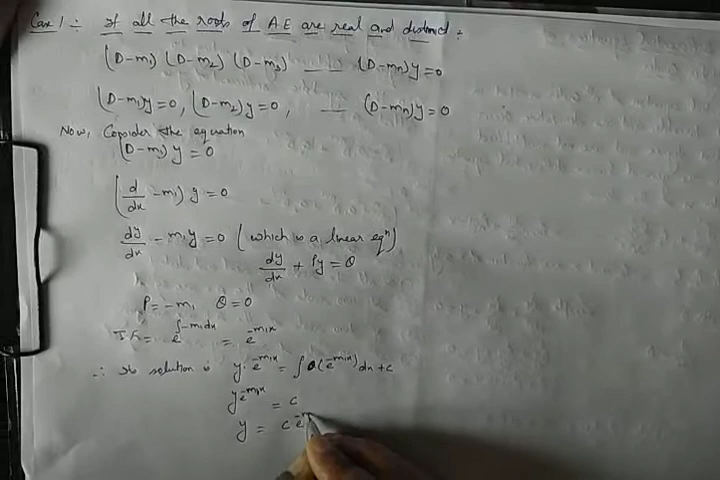 Case 1 ÷ If all the roots of A.E are real and distinct ÷
(D-m₁) (D-m₂) (D-m₃) —— (D-mn)y=0
(D-m₁)y=0, (D-m₂)y=0, — (D-mn)y=0
Now, Consider the equation
(D-m₁)y=0
(d/dx -m₁) y=0
dy/dx -m₁y=0 (which is a linear eqⁿ)
dy/dx + Py = Q
P=-m₁ Q=0
I.F= e^∫-m₁dx = e^-m₁x
∴ Its solution is y·e^-m₁x = ∫0(e^-m₁x)dx+c
ye^-m₁x = c
y = c e^-m